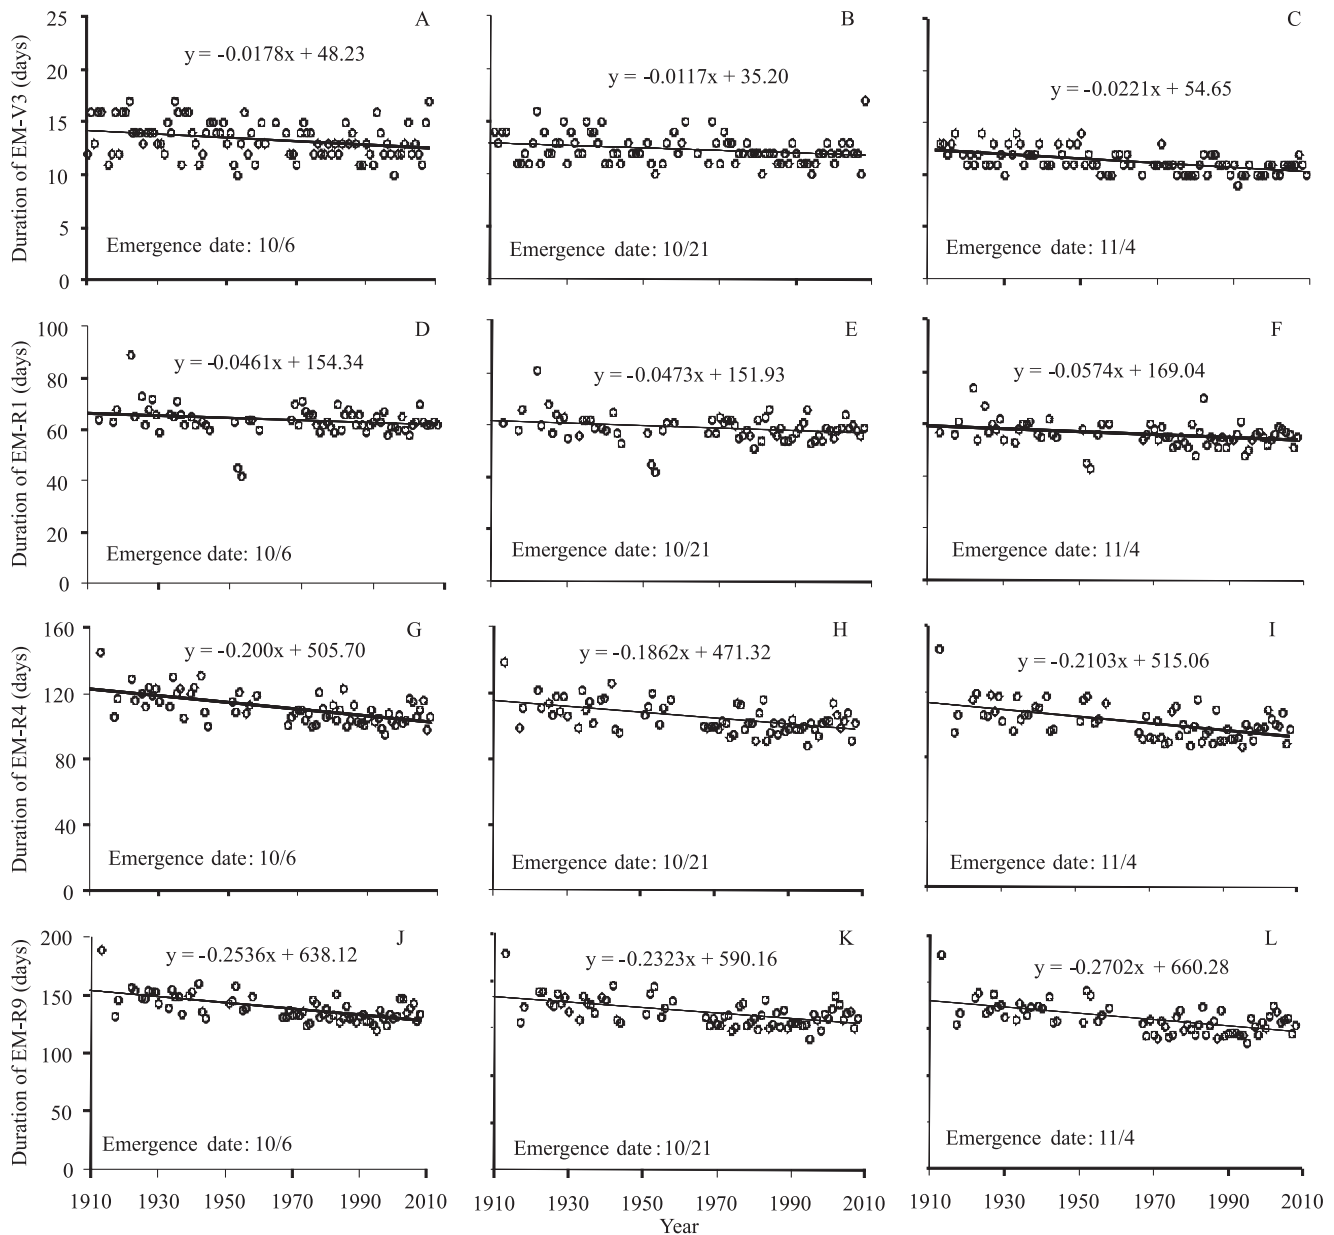 A
B
C
Duration of EM-V3 (days)
25
20
15
10
5
0
y = -0.0178x + 48.23
y = -0.0117x + 35.20
y = -0.0221x + 54.65
Emergence date: 10/6
Emergence date: 10/21
Emergence date: 11/4
D
E
F
Duration of EM-R1 (days)
100
80
60
40
20
0
y = -0.0461x + 154.34
y = -0.0473x + 151.93
y = -0.0574x + 169.04
Emergence date: 10/6
Emergence date: 10/21
Emergence date: 11/4
G
H
I
Duration of EM-R4 (days)
160
120
80
40
0
y = -0.200x + 505.70
y = -0.1862x + 471.32
y = -0.2103x + 515.06
Emergence date: 10/6
Emergence date: 10/21
Emergence date: 11/4
J
K
L
Duration of EM-R9 (days)
200
150
100
50
0
y = -0.2536x + 638.12
y = -0.2323x + 590.16
y = -0.2702x + 660.28
Emergence date: 10/6
Emergence date: 10/21
Emergence date: 11/4
1910 1930 1950 1970 1990 2010
1910 1930 1950 1970 1990 2010
1910 1930 1950 1970 1990 2010
Year